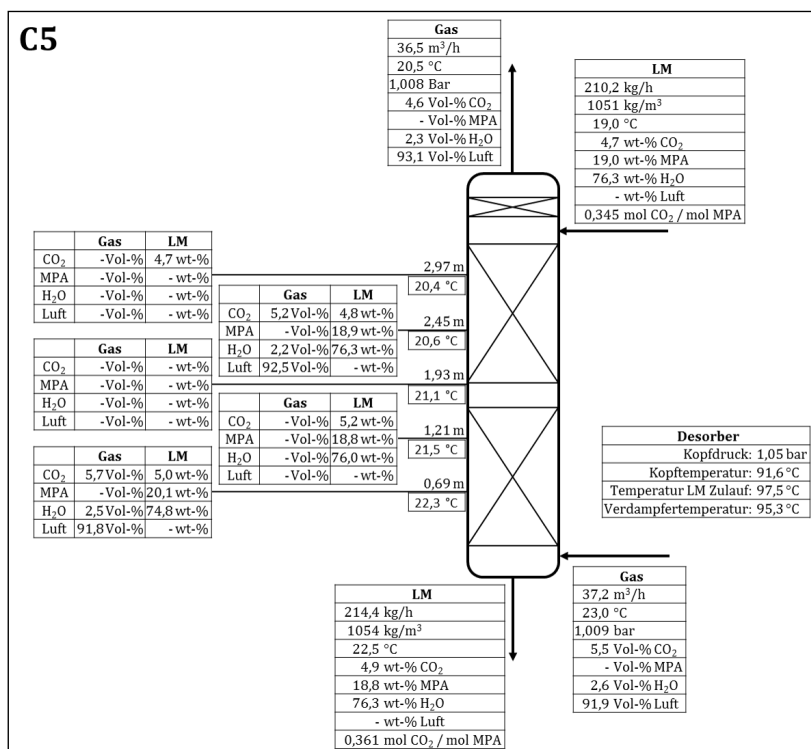 C5
Gas
36,5 m³/h
20,5 °C
1,008 Bar
4,6 Vol-% CO₂
- Vol-% MPA
2,3 Vol-% H₂O
93,1 Vol-% Luft
LM
210,2 kg/h
1051 kg/m³
19,0 °C
4,7 wt-% CO₂
19,0 wt-% MPA
76,3 wt-% H₂O
- wt-% Luft
0,345 mol CO₂ / mol MPA
Gas LM
CO₂ -Vol-% 4,7 wt-%
MPA -Vol-% - wt-%
H₂O -Vol-% - wt-%
Luft -Vol-% - wt-%
2,97 m
20,4 °C
Gas LM
CO₂ 5,2 Vol-% 4,8 wt-%
MPA -Vol-% 18,9 wt-%
H₂O 2,2 Vol-% 76,3 wt-%
Luft 92,5 Vol-% - wt-%
2,45 m
20,6 °C
Gas LM
CO₂ -Vol-% - wt-%
MPA -Vol-% - wt-%
H₂O -Vol-% - wt-%
Luft -Vol-% - wt-%
1,93 m
21,1 °C
Gas LM
CO₂ -Vol-% 5,2 wt-%
MPA -Vol-% 18,8 wt-%
H₂O -Vol-% 76,0 wt-%
Luft -Vol-% - wt-%
1,21 m
21,5 °C
Gas LM
CO₂ 5,7 Vol-% 5,0 wt-%
MPA -Vol-% 20,1 wt-%
H₂O 2,5 Vol-% 74,8 wt-%
Luft 91,8 Vol-% - wt-%
0,69 m
22,3 °C
Desorber
Kopfdruck: 1,05 bar
Kopftemperatur: 91,6 °C
Temperatur LM Zulauf: 97,5 °C
Verdampfertemperatur: 95,3 °C
LM
214,4 kg/h
1054 kg/m³
22,5 °C
4,9 wt-% CO₂
18,8 wt-% MPA
76,3 wt-% H₂O
- wt-% Luft
0,361 mol CO₂ / mol MPA
Gas
37,2 m³/h
23,0 °C
1,009 bar
5,5 Vol-% CO₂
- Vol-% MPA
2,6 Vol-% H₂O
91,9 Vol-% Luft